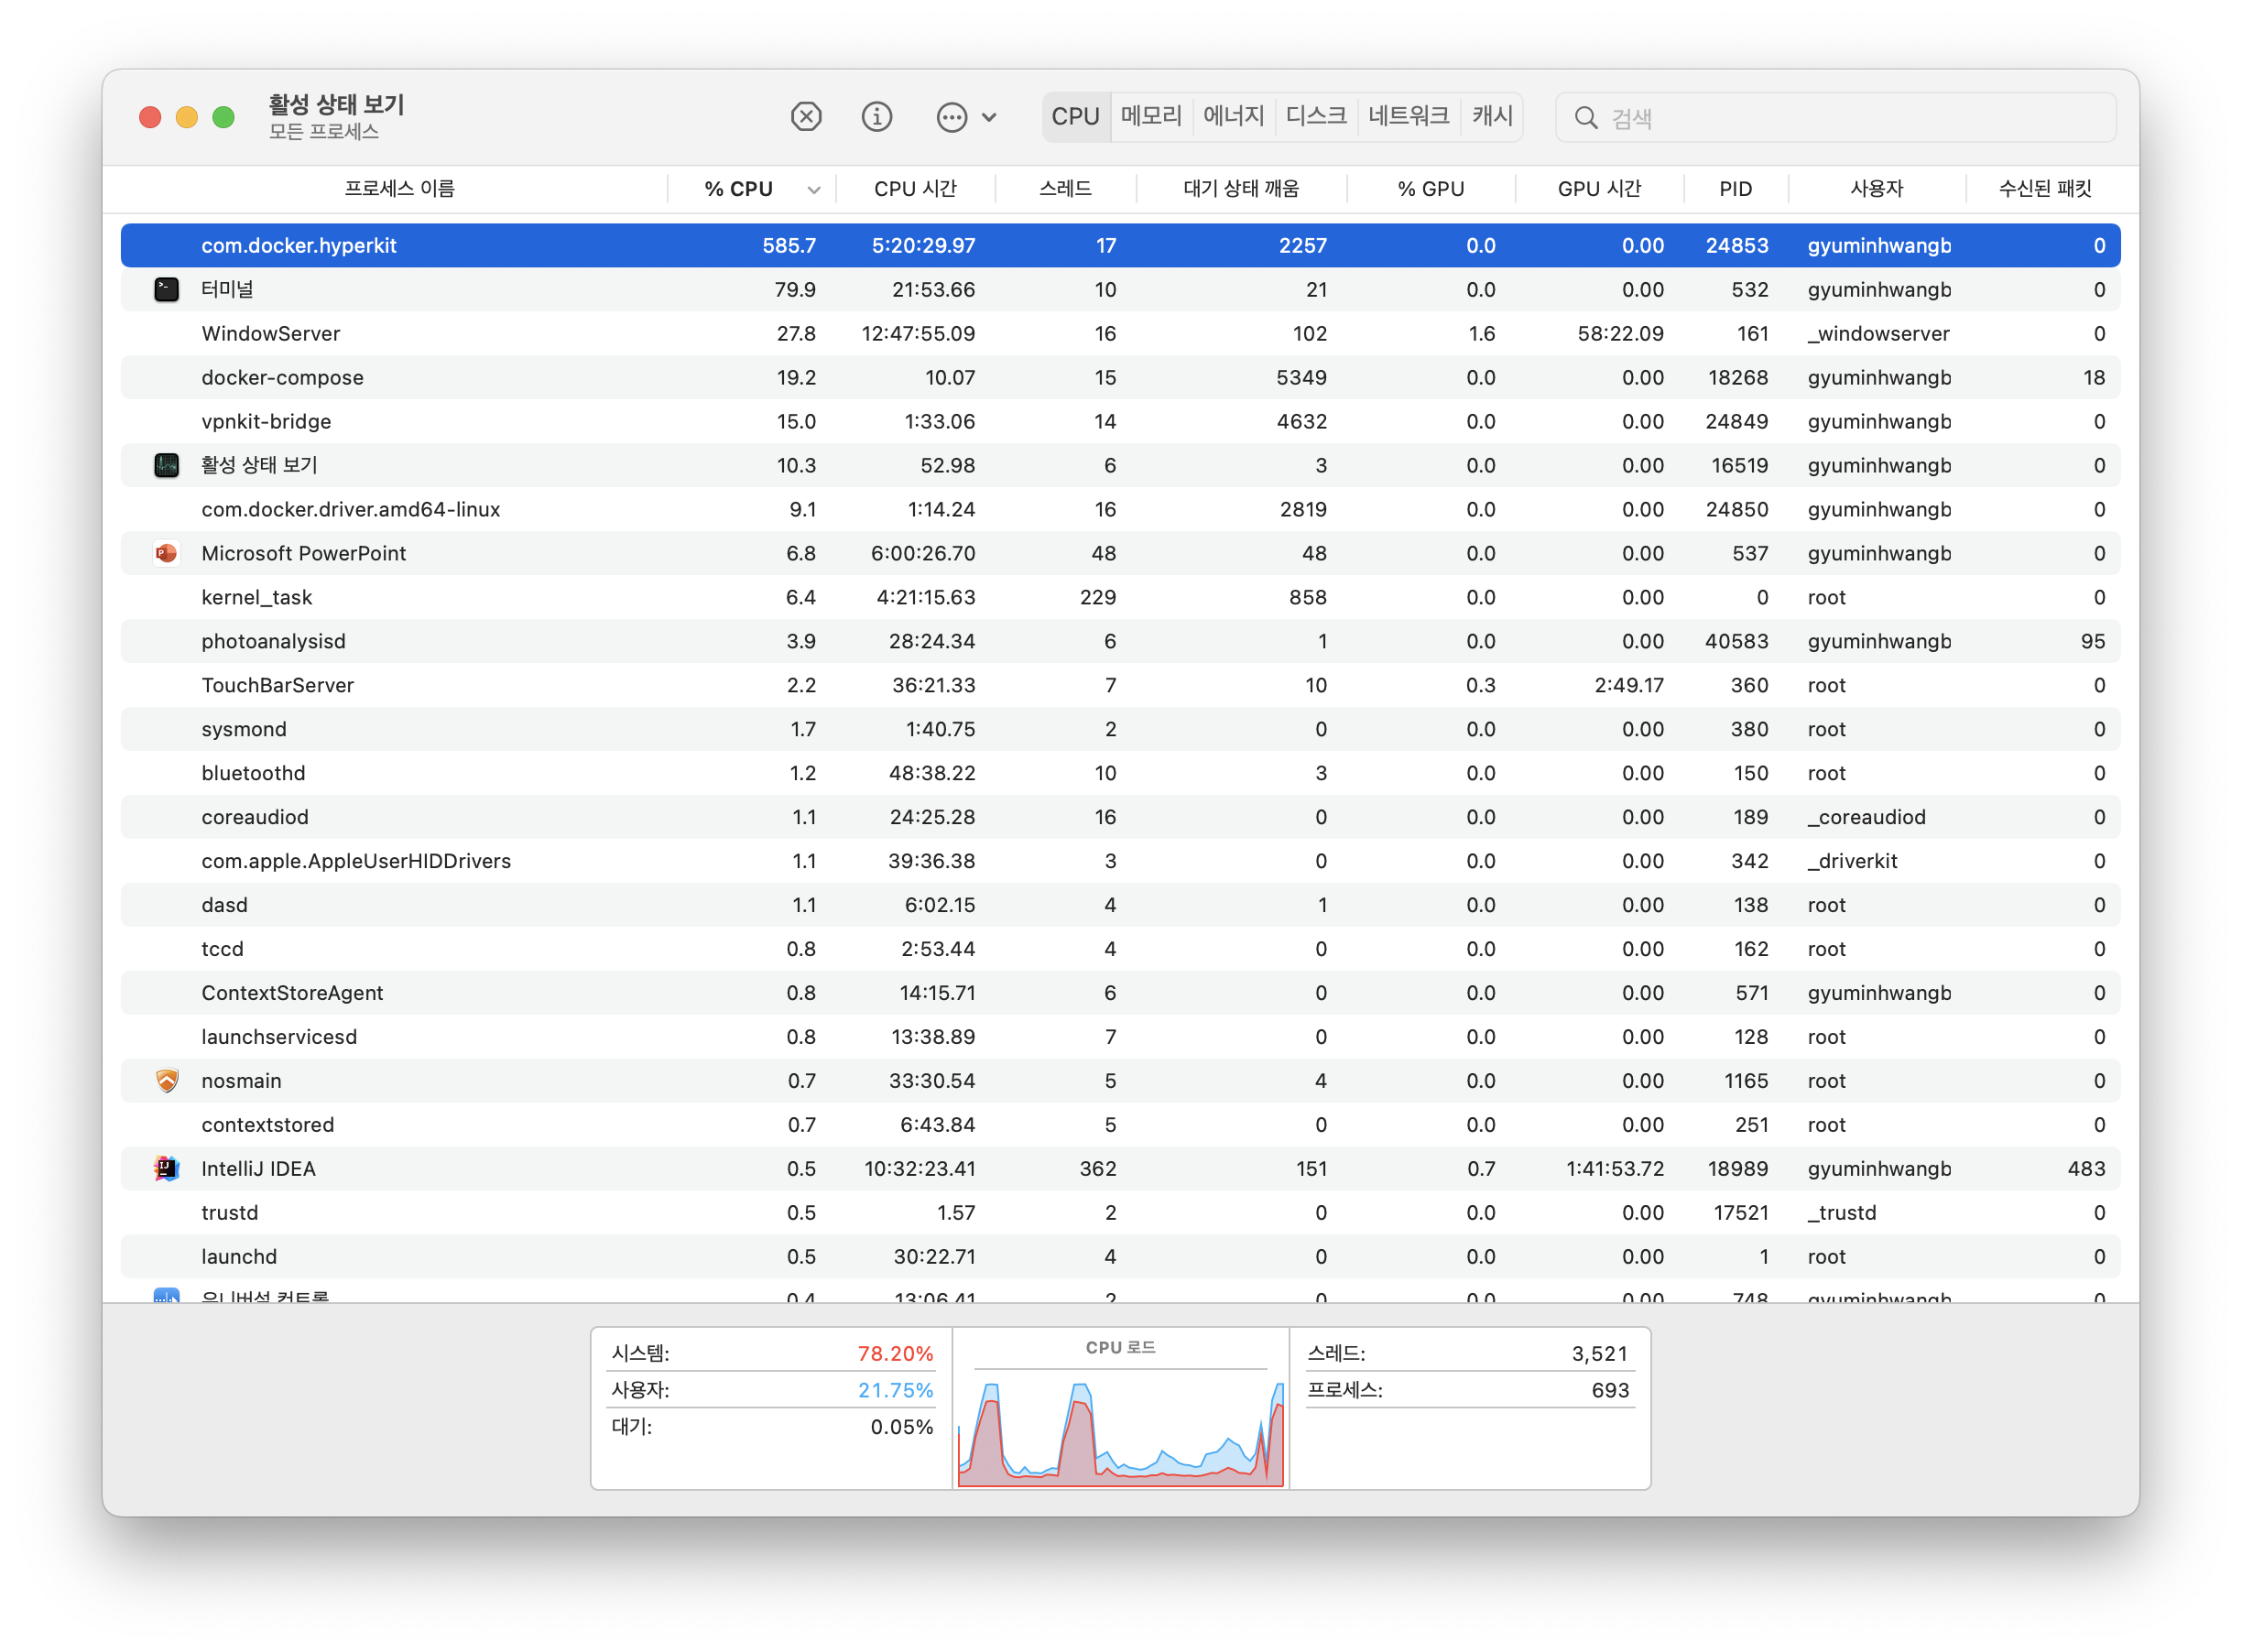 활성 상태 보기
모든 프로세스
CPU 메모리 에너지 디스크 네트워크 캐시 검색
프로세스 이름 % CPU CPU 시간 스레드 대기 상태 깨움 % GPU GPU 시간 PID 사용자 수신된 패킷
com.docker.hyperkit 585.7 5:20:29.97 17 2257 0.0 0.00 24853 gyuminhwangb 0
터미널 79.9 21:53.66 10 21 0.0 0.00 532 gyuminhwangb 0
WindowServer 27.8 12:47:55.09 16 102 1.6 58:22.09 161 _windowserver 0
docker-compose 19.2 10.07 15 5349 0.0 0.00 18268 gyuminhwangb 18
vpnkit-bridge 15.0 1:33.06 14 4632 0.0 0.00 24849 gyuminhwangb 0
활성 상태 보기 10.3 52.98 6 3 0.0 0.00 16519 gyuminhwangb 0
com.docker.driver.amd64-linux 9.1 1:14.24 16 2819 0.0 0.00 24850 gyuminhwangb 0
Microsoft PowerPoint 6.8 6:00:26.70 48 48 0.0 0.00 537 gyuminhwangb 0
kernel_task 6.4 4:21:15.63 229 858 0.0 0.00 0 root 0
photoanalysisd 3.9 28:24.34 6 1 0.0 0.00 40583 gyuminhwangb 95
TouchBarServer 2.2 36:21.33 7 10 0.3 2:49.17 360 root 0
sysmond 1.7 1:40.75 2 0 0.0 0.00 380 root 0
bluetoothd 1.2 48:38.22 10 3 0.0 0.00 150 root 0
coreaudiod 1.1 24:25.28 16 0 0.0 0.00 189 _coreaudiod 0
com.apple.AppleUserHIDDrivers 1.1 39:36.38 3 0 0.0 0.00 342 _driverkit 0
dasd 1.1 6:02.15 4 1 0.0 0.00 138 root 0
tccd 0.8 2:53.44 4 0 0.0 0.00 162 root 0
ContextStoreAgent 0.8 14:15.71 6 0 0.0 0.00 571 gyuminhwangb 0
launchservicesd 0.8 13:38.89 7 0 0.0 0.00 128 root 0
nosmain 0.7 33:30.54 5 4 0.0 0.00 1165 root 0
contextstored 0.7 6:43.84 5 0 0.0 0.00 251 root 0
IntelliJ IDEA 0.5 10:32:23.41 362 151 0.7 1:41:53.72 18989 gyuminhwangb 483
trustd 0.5 1.57 2 0 0.0 0.00 17521 _trustd 0
launchd 0.5 30:22.71 4 0 0.0 0.00 1 root 0
유니버설 컨트롤 0.4 13:06.41 2 0 0.0 0.00 748 gyuminhwangb 0
시스템: 78.20%
사용자: 21.75%
대기: 0.05%
CPU 로드
스레드: 3,521
프로세스: 693